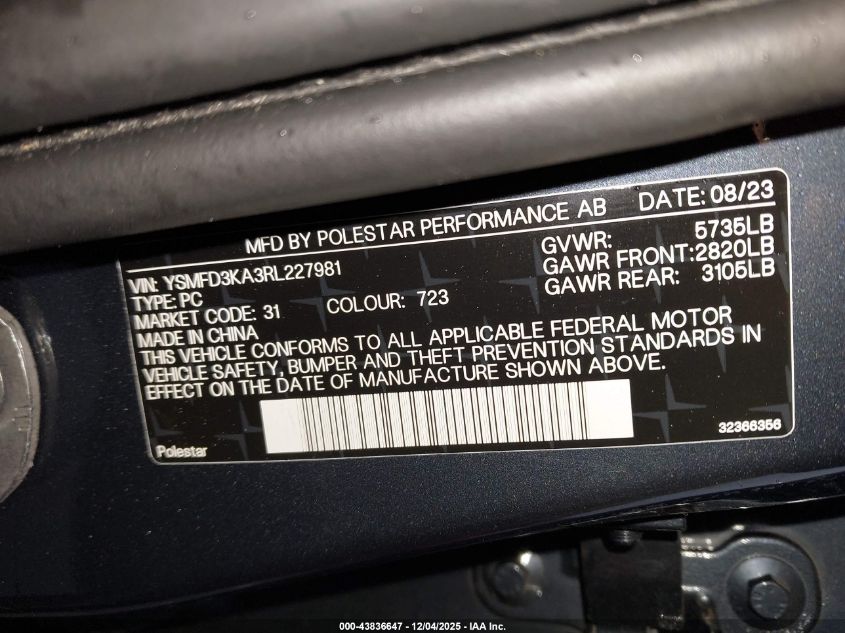 MFD BY POLESTAR PERFORMANCE AB DATE: 08/23
VIN: YSMFD3KA3RL227981 GVWR: 5735LB
TYPE: PC GAWR FRONT:2820LB
MARKET CODE: 31 COLOUR: 723 GAWR REAR: 3105LB
MADE IN CHINA
THIS VEHICLE CONFORMS TO ALL APPLICABLE FEDERAL MOTOR
VEHICLE SAFETY, BUMPER AND THEFT PREVENTION STANDARDS IN
EFFECT ON THE DATE OF MANUFACTURE SHOWN ABOVE.
Polestar 32366356
000-43836647 - 12/04/2025 - IAA Inc.